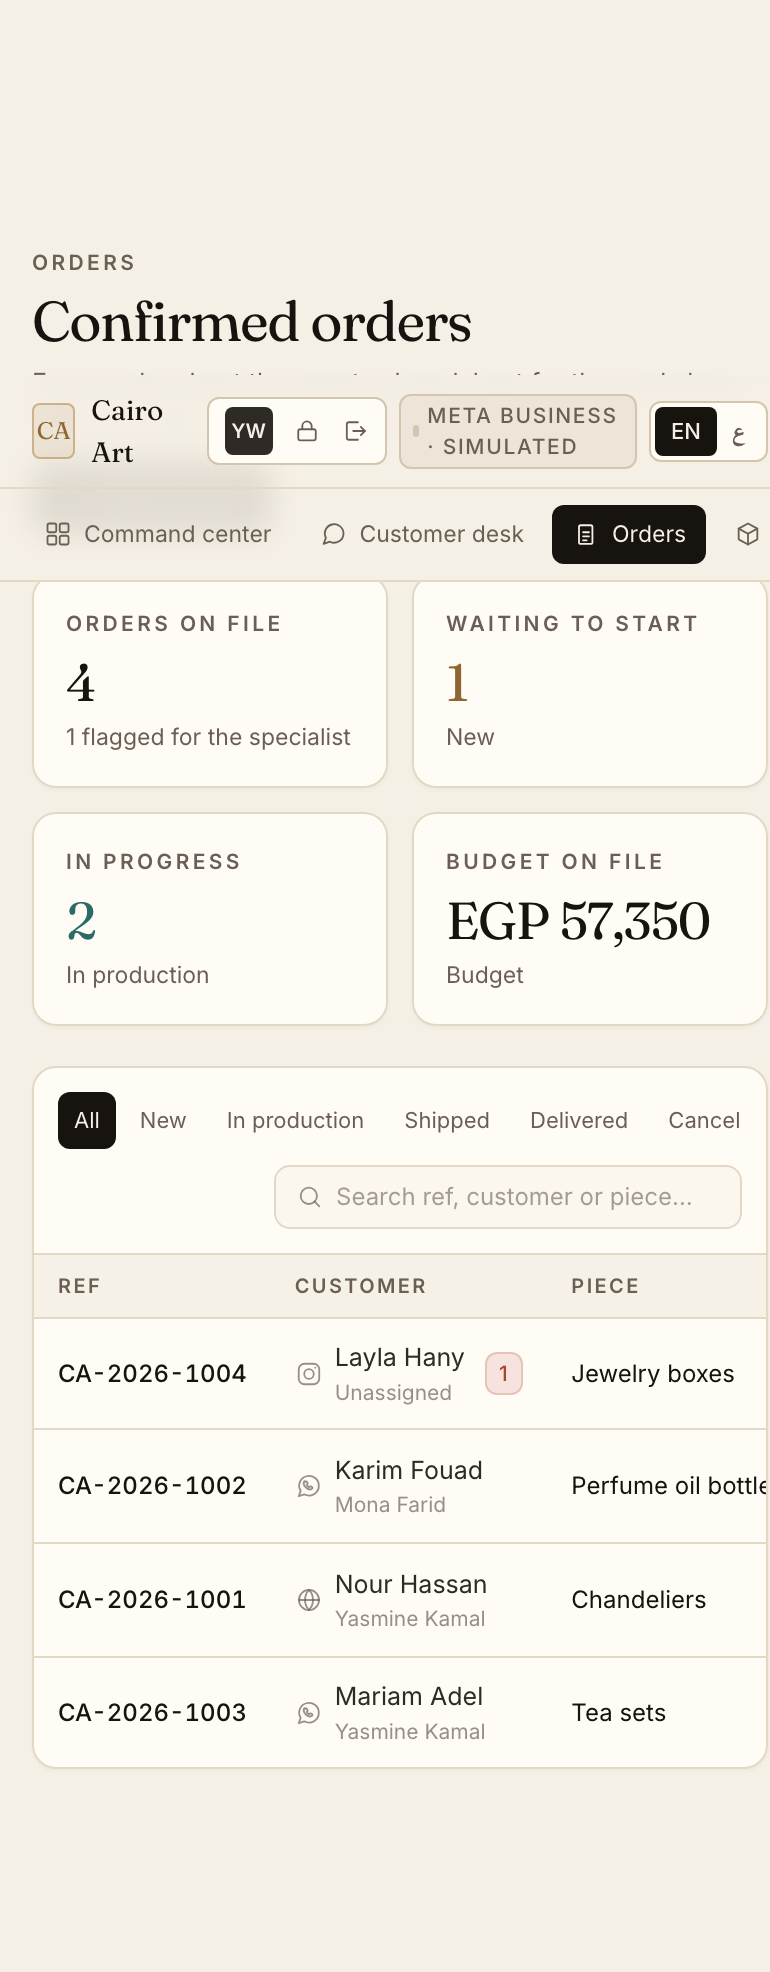 ORDERS
Confirmed orders
CA
Cairo
Art
YW
META BUSINESS
· SIMULATED
EN
ع
Command center
Customer desk
Orders
ORDERS ON FILE
4
1 flagged for the specialist
WAITING TO START
1
New
IN PROGRESS
2
In production
BUDGET ON FILE
EGP 57,350
Budget
All
New
In production
Shipped
Delivered
Cancel
Search ref, customer or piece...
REF
CUSTOMER
PIECE
CA-2026-1004
Layla Hany
Unassigned
1
Jewelry boxes
CA-2026-1002
Karim Fouad
Mona Farid
Perfume oil bottle
CA-2026-1001
Nour Hassan
Yasmine Kamal
Chandeliers
CA-2026-1003
Mariam Adel
Yasmine Kamal
Tea sets